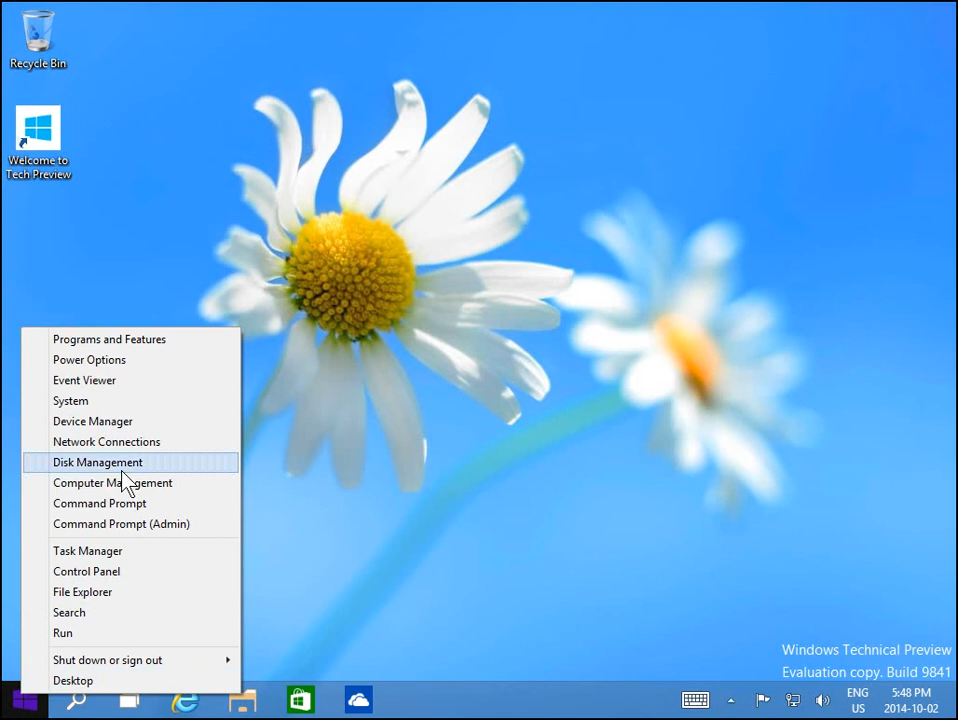 Recycle Bin
Welcome to
Tech Preview
Programs and Features
Power Options
Event Viewer
System
Device Manager
Network Connections
Disk Management
Computer Management
Command Prompt
Command Prompt (Admin)
Task Manager
Control Panel
File Explorer
Search
Run
Shut down or sign out
Desktop
Windows Technical Preview
Evaluation copy. Build 9841
ENG
US
5:48 PM
2014-10-02